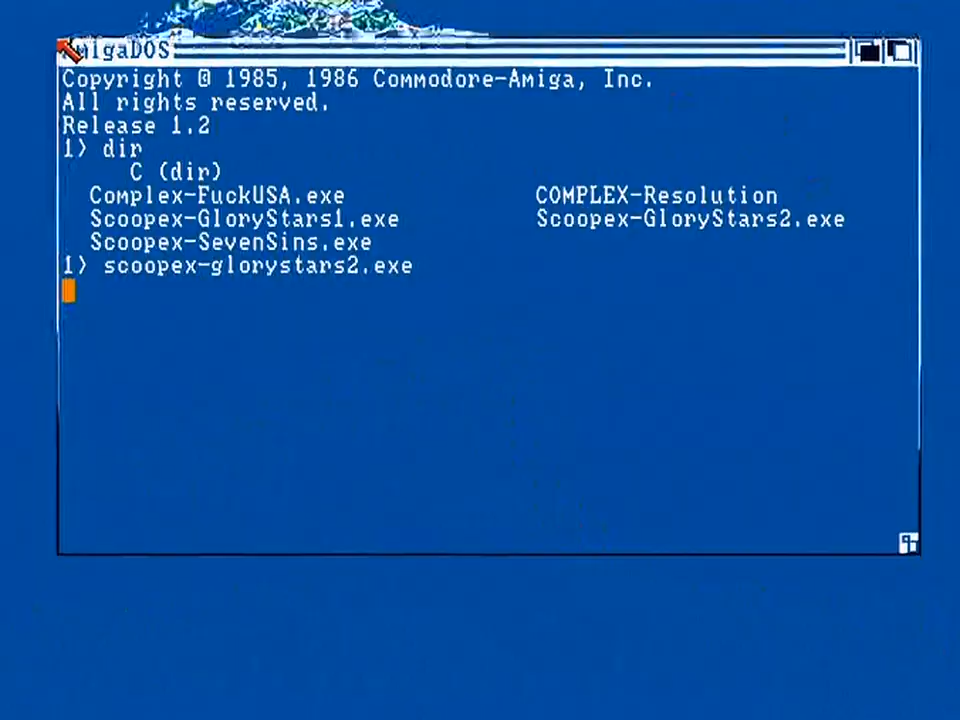 AmigaDOS
Copyright © 1985, 1986 Commodore-Amiga, Inc.
All rights reserved.
Release 1.2
1> dir
C (dir)
Complex-FuckUSA.exe COMPLEX-Resolution
Scoopex-GloryStars1.exe Scoopex-GloryStars2.exe
Scoopex-SevenSins.exe
1> scoopex-glorystars2.exe